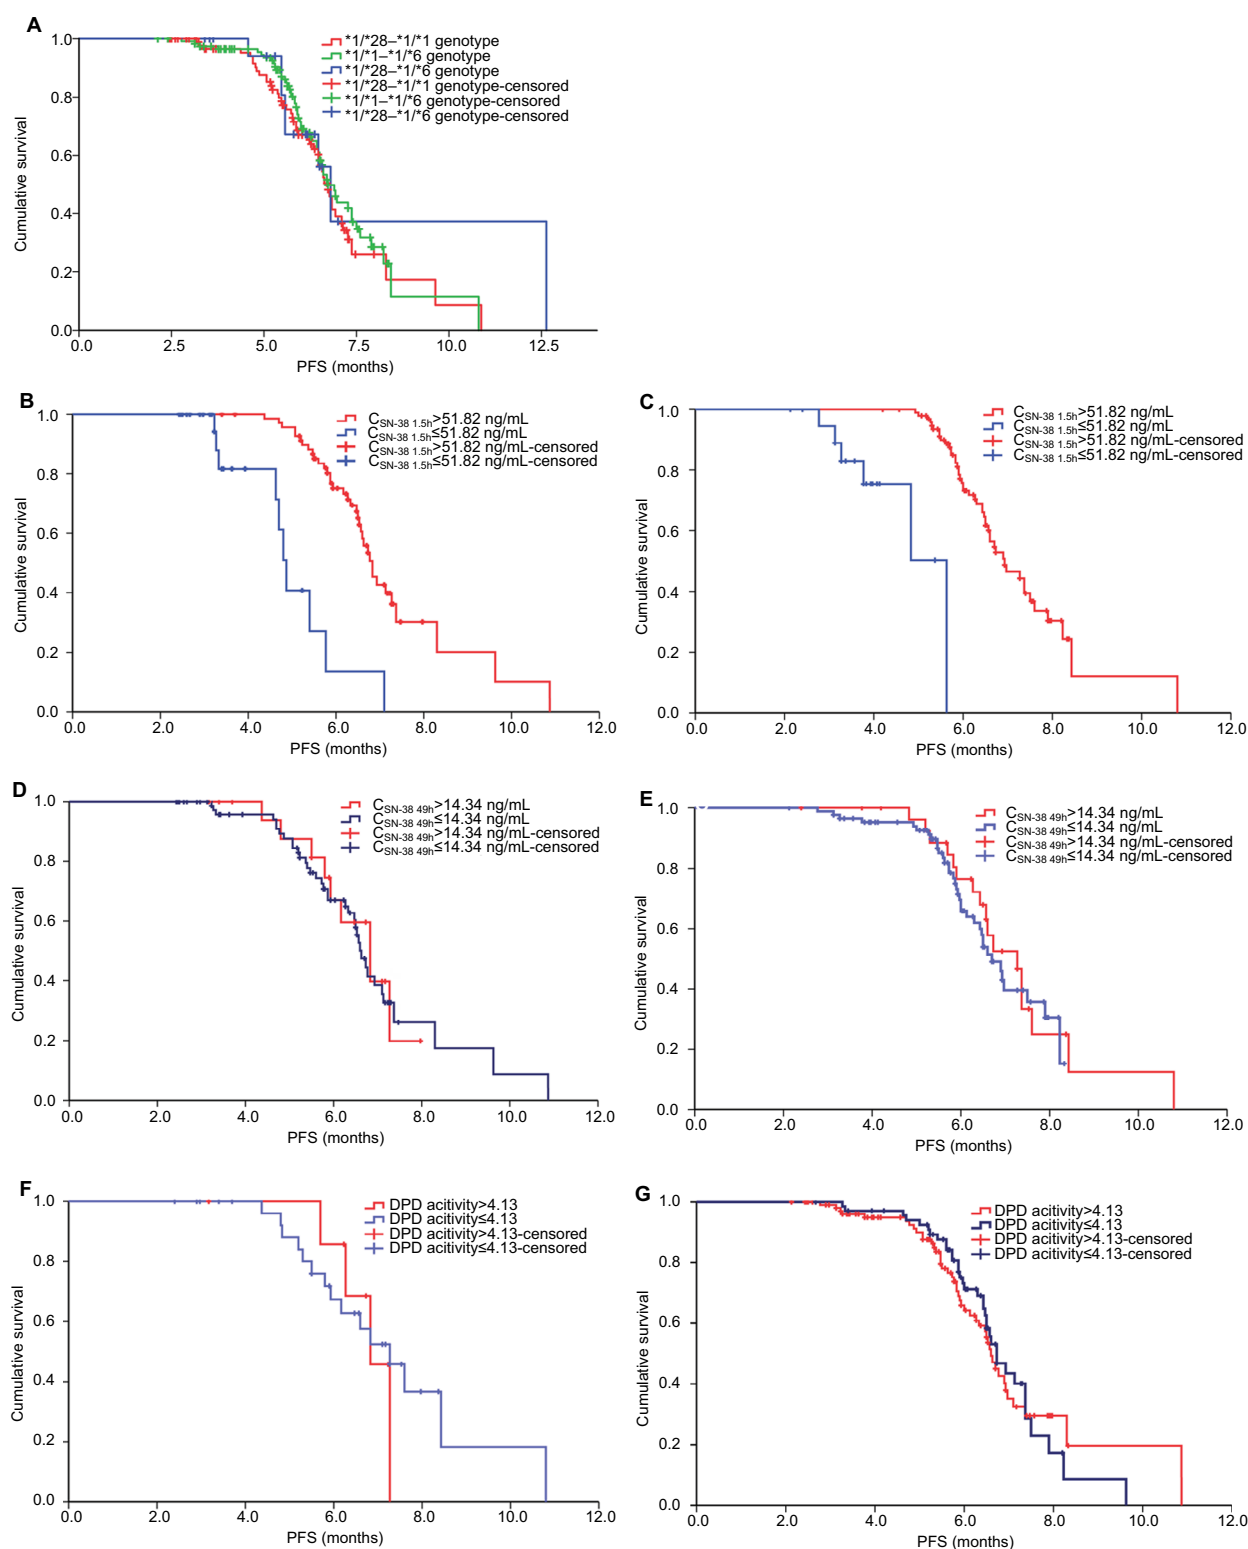 A
1.0
0.8
0.6
0.4
0.2
0.0
Cumulative survival
*1/*28–*1/*1 genotype
*1/*1–*1/*6 genotype
*1/*28–*1/*6 genotype
*1/*28–*1/*1 genotype-censored
*1/*1–*1/*6 genotype-censored
*1/*28–*1/*6 genotype-censored
0.0 2.5 5.0 7.5 10.0 12.5
PFS (months)
B
1.0
0.8
0.6
0.4
0.2
0.0
Cumulative survival
CSN-38 1.5h>51.82 ng/mL
CSN-38 1.5h≤51.82 ng/mL
CSN-38 1.5h>51.82 ng/mL-censored
CSN-38 1.5h≤51.82 ng/mL-censored
0.0 2.0 4.0 6.0 8.0 10.0 12.0
PFS (months)
C
1.0
0.8
0.6
0.4
0.2
0.0
Cumulative survival
CSN-38 1.5h>51.82 ng/mL
CSN-38 1.5h≤51.82 ng/mL
CSN-38 1.5h>51.82 ng/mL-censored
CSN-38 1.5h≤51.82 ng/mL-censored
0.0 2.0 4.0 6.0 8.0 10.0 12.0
PFS (months)
D
1.0
0.8
0.6
0.4
0.2
0.0
Cumulative survival
CSN-38 49h>14.34 ng/mL
CSN-38 49h≤14.34 ng/mL
CSN-38 49h>14.34 ng/mL-censored
CSN-38 49h≤14.34 ng/mL-censored
0.0 2.0 4.0 6.0 8.0 10.0 12.0
PFS (months)
E
1.0
0.8
0.6
0.4
0.2
0.0
Cumulative survival
CSN-38 49h>14.34 ng/mL
CSN-38 49h≤14.34 ng/mL
CSN-38 49h>14.34 ng/mL-censored
CSN-38 49h≤14.34 ng/mL-censored
0.0 2.0 4.0 6.0 8.0 10.0 12.0
PFS (months)
F
1.0
0.8
0.6
0.4
0.2
0.0
Cumulative survival
DPD acitivity>4.13
DPD acitivity≤4.13
DPD acitivity>4.13-censored
DPD acitivity≤4.13-censored
0.0 2.0 4.0 6.0 8.0 10.0 12.0
PFS (months)
G
1.0
0.8
0.6
0.4
0.2
0.0
Cumulative survival
DPD acitivity>4.13
DPD acitivity≤4.13
DPD acitivity>4.13-censored
DPD acitivity≤4.13-censored
0.0 2.0 4.0 6.0 8.0 10.0 12.0
PFS (months)